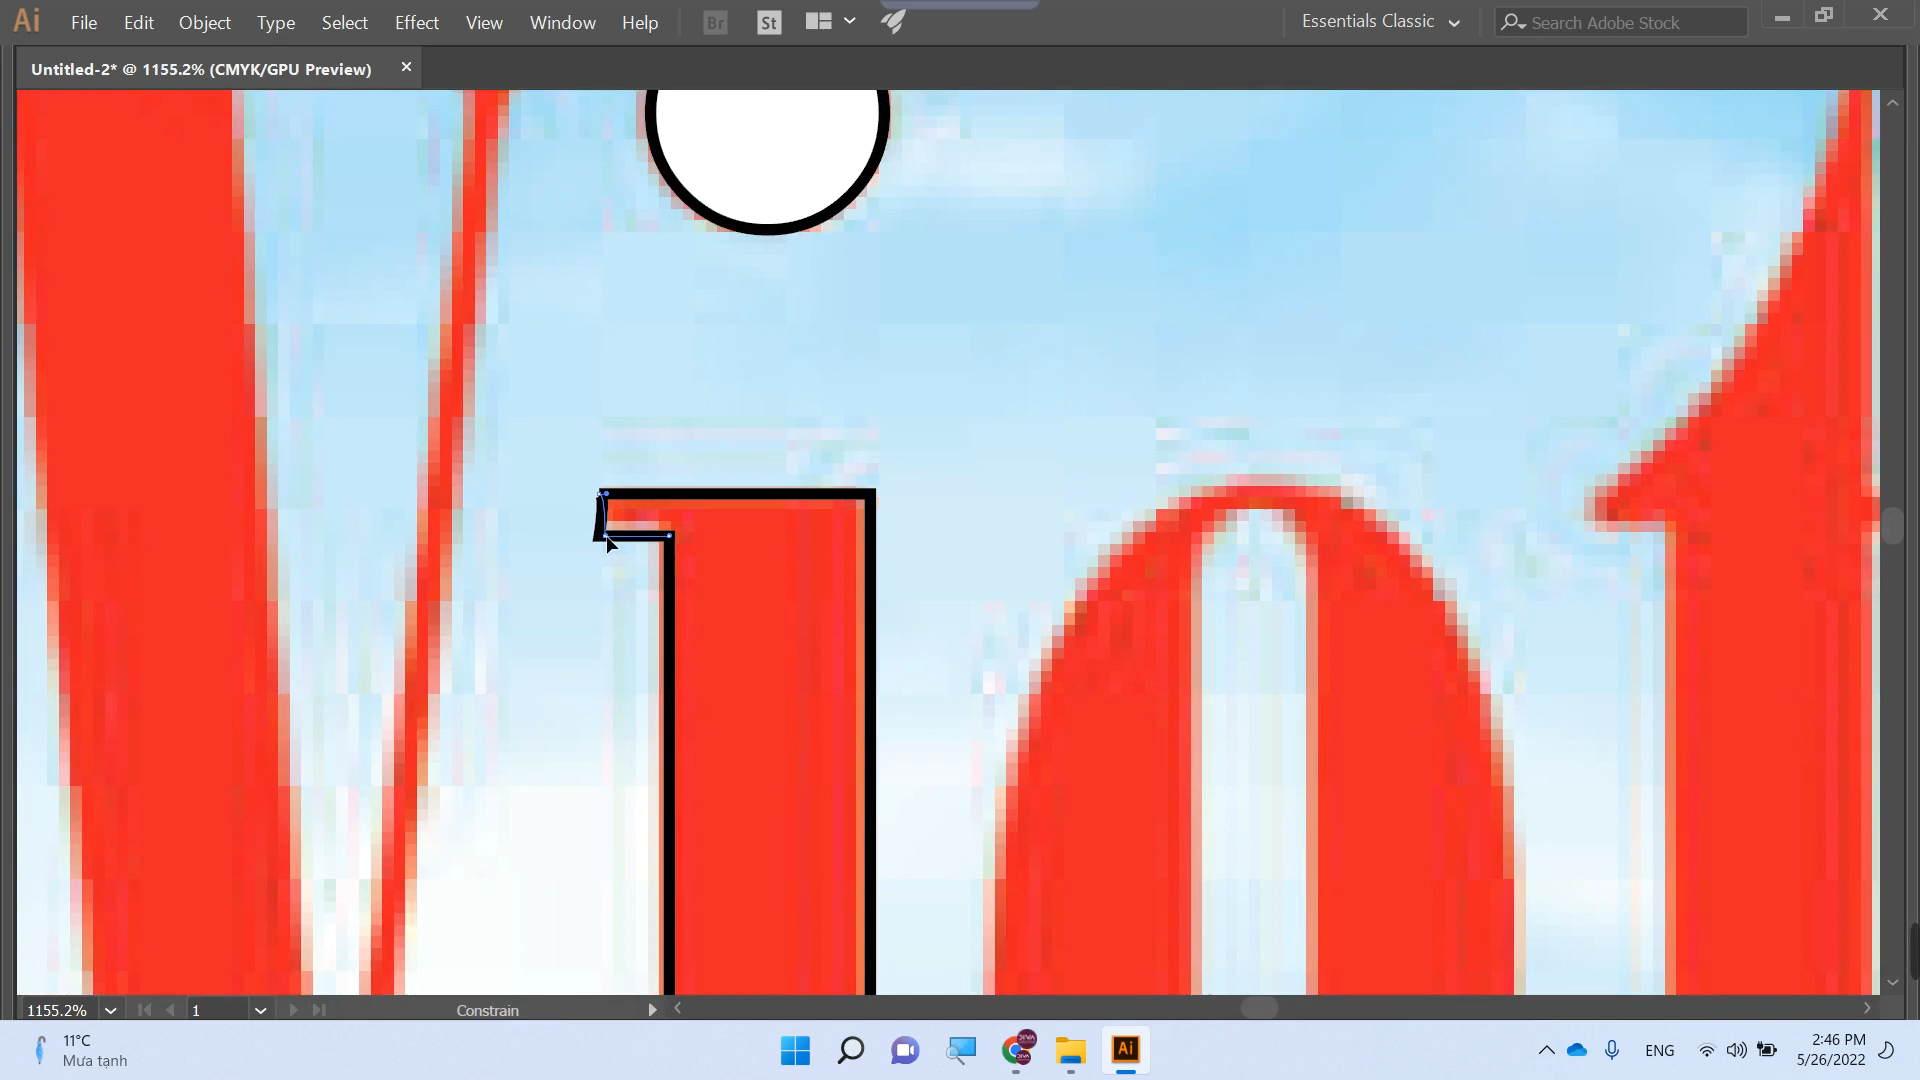 Ai File Edit Object Type Select Effect View Window Help Br St Essentials Classic Search Adobe Stock
Untitled-2* @ 1155.2% (CMYK/GPU Preview)
1155.2% 1 Constrain
11°C
Mưa tạnh
Ai
ENG
2:46 PM
5/26/2022